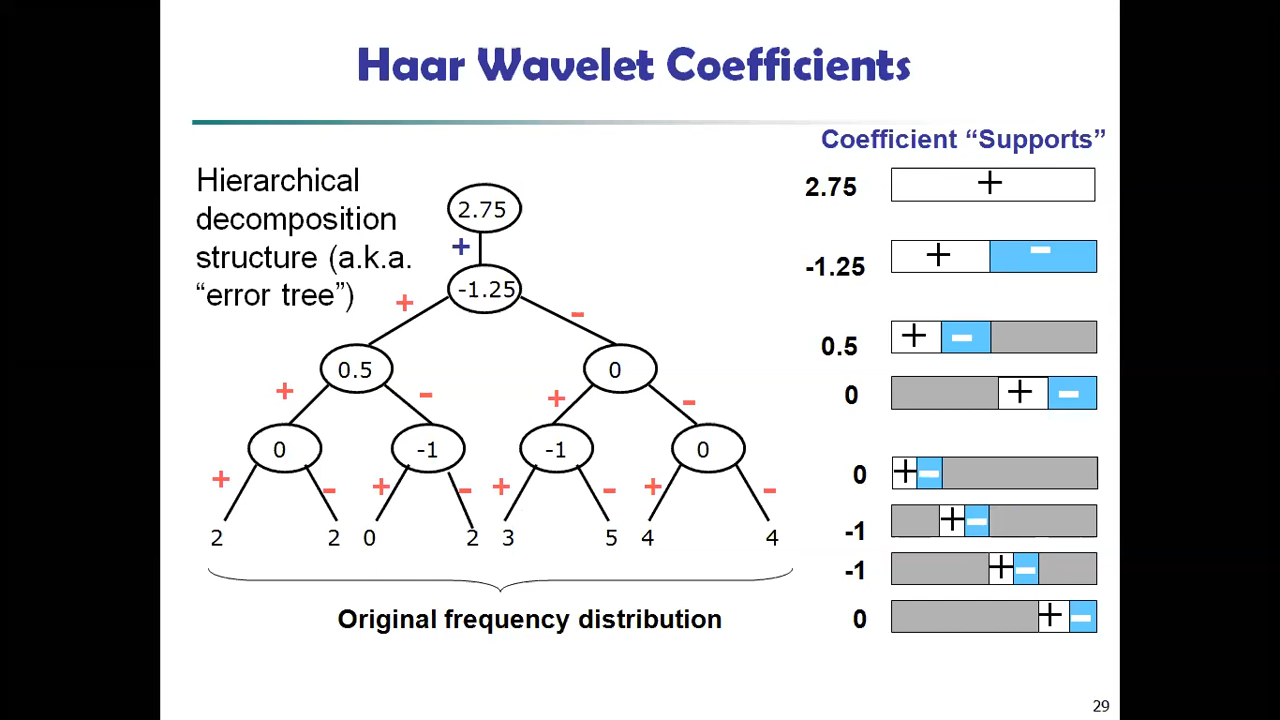 Haar Wavelet Coefficients
Coefficient “Supports”
Hierarchical
decomposition
structure (a.k.a.
“error tree”)
2.75
+
-1.25
+ -
0.5 0
+ - + -
0 -1 -1 0
+ - + - + - + -
2 2 0 2 3 5 4 4
Original frequency distribution
2.75 +
-1.25 + -
0.5 + -
0 + -
0 + -
-1 + -
-1 + -
0 + -
29